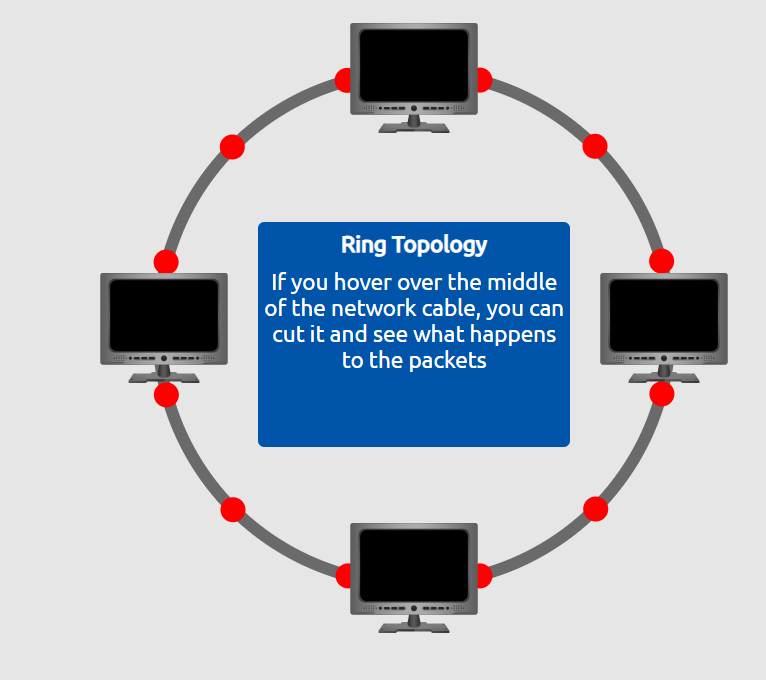 Ring Topology
If you hover over the middle
of the network cable, you can
cut it and see what happens
to the packets